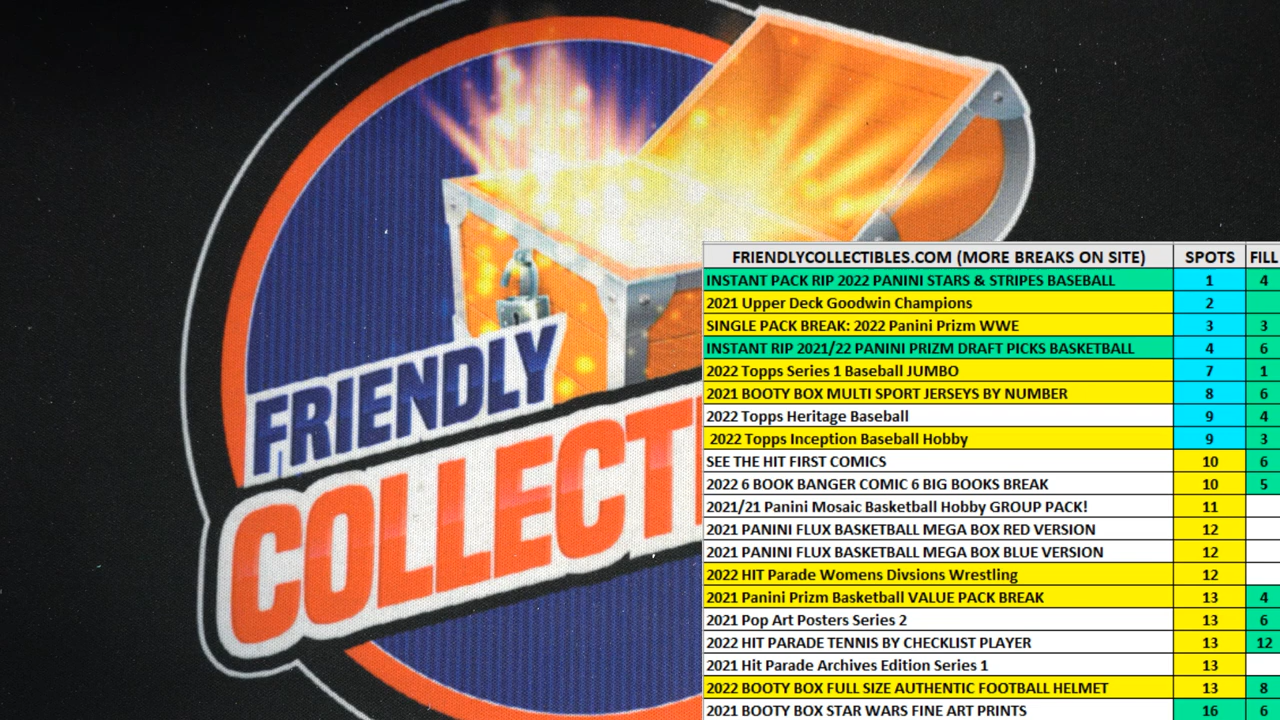 FRIENDLY
COLLECTI
FRIENDLYCOLLECTIBLES.COM (MORE BREAKS ON SITE) SPOTS FILL
INSTANT PACK RIP 2022 PANINI STARS & STRIPES BASEBALL 1 4
2021 Upper Deck Goodwin Champions 2
SINGLE PACK BREAK: 2022 Panini Prizm WWE 3 3
INSTANT RIP 2021/22 PANINI PRIZM DRAFT PICKS BASKETBALL 4 6
2022 Topps Series 1 Baseball JUMBO 7 1
2021 BOOTY BOX MULTI SPORT JERSEYS BY NUMBER 8 6
2022 Topps Heritage Baseball 9 4
2022 Topps Inception Baseball Hobby 9 3
SEE THE HIT FIRST COMICS 10 6
2022 6 BOOK BANGER COMIC 6 BIG BOOKS BREAK 10 5
2021/21 Panini Mosaic Basketball Hobby GROUP PACK! 11
2021 PANINI FLUX BASKETBALL MEGA BOX RED VERSION 12
2021 PANINI FLUX BASKETBALL MEGA BOX BLUE VERSION 12
2022 HIT Parade Womens Divsions Wrestling 12
2021 Panini Prizm Basketball VALUE PACK BREAK 13 4
2021 Pop Art Posters Series 2 13 6
2022 HIT PARADE TENNIS BY CHECKLIST PLAYER 13 12
2021 Hit Parade Archives Edition Series 1 13
2022 BOOTY BOX FULL SIZE AUTHENTIC FOOTBALL HELMET 13 8
2021 BOOTY BOX STAR WARS FINE ART PRINTS 16 6